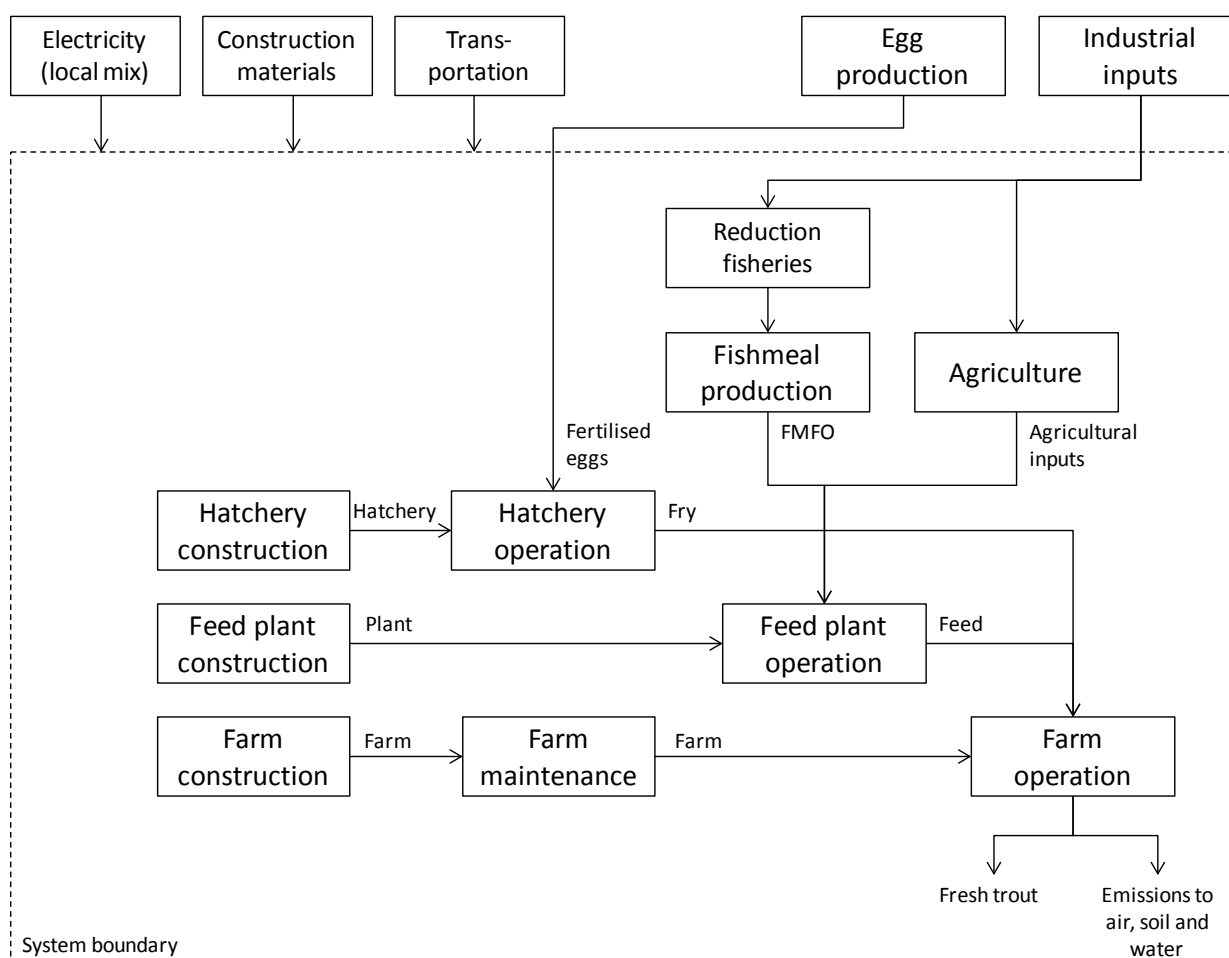 Electricity
(local mix)
Construction
materials
Trans-
portation
Egg
production
Industrial
inputs
Reduction
fisheries
Fishmeal
production
Agriculture
Fertilised
eggs
FMFO
Agricultural
inputs
Hatchery
construction
Hatchery
Hatchery
operation
Fry
Feed plant
construction
Plant
Feed plant
operation
Feed
Farm
construction
Farm
Farm
maintenance
Farm
Farm
operation
Fresh trout
Emissions to
air, soil and
water
System boundary